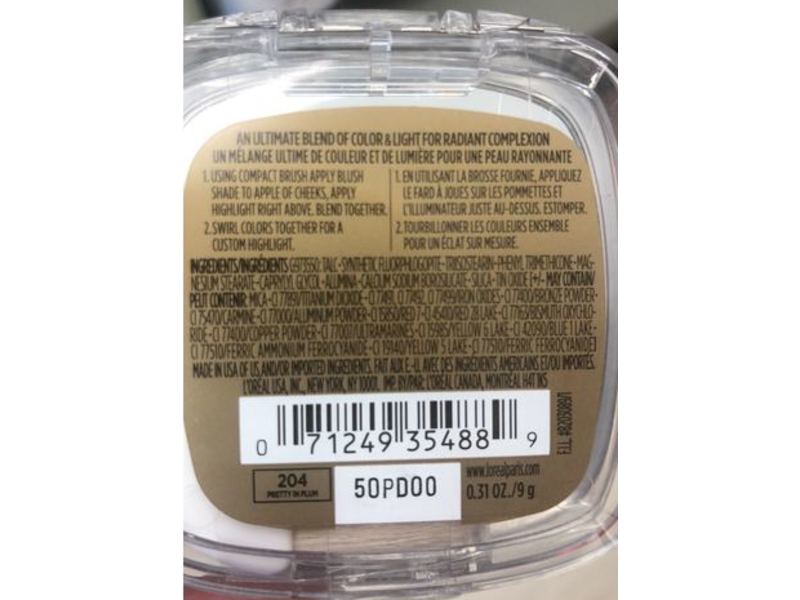 AN ULTIMATE BLEND OF COLOR & LIGHT FOR RADIANT COMPLEXION
UN MÉLANGE ULTIME DE COULEUR ET DE LUMIÈRE POUR UNE PEAU RAYONNANTE
1. USING COMPACT BRUSH APPLY BLUSH
SHADE TO APPLE OF CHEEKS, APPLY
HIGHLIGHT RIGHT ABOVE. BLEND TOGETHER.
2. SWIRL COLORS TOGETHER FOR A
CUSTOM HIGHLIGHT.
1. EN UTILISANT LA BROSSE FOURNIE, APPLIQUEZ
LE FARD À JOUES SUR LES POMMETTES ET
L'ILLUMINATEUR JUSTE AU-DESSUS. ESTOMPER.
2. TOURBILLONNER LES COULEURS ENSEMBLE
POUR UN ÉCLAT SUR MESURE.
INGREDIENTS/INGRÉDIENTS G973550: TALC • SYNTHETIC FLUORPHLOGOPITE • TRIISOSTEARIN • PHENYL TRIMETHICONE • MAG-
NESIUM STEARATE • CAPRYLYL GLYCOL • ALUMINA • CALCIUM SODIUM BOROSILICATE • SILICA • TIN OXIDE [+/- MAY CONTAIN/
PEUT CONTENIR: MICA • CI 77891/TITANIUM DIOXIDE • CI 77491, CI 77492, CI 77499/IRON OXIDES • CI 77400/BRONZE POWDER •
CI 75470/CARMINE • CI 77000/ALUMINUM POWDER • CI 15850/RED 7 • CI 45410/RED 28 LAKE • CI 77163/BISMUTH OXYCHLO-
RIDE • CI 77400/COPPER POWDER • CI 77007/ULTRAMARINES • CI 15985/YELLOW 6 LAKE • CI 42090/BLUE 1 LAKE •
CI 77510/FERRIC AMMONIUM FERROCYANIDE • CI 19140/YELLOW 5 LAKE • CI 77510/FERRIC FERROCYANIDE]
MADE IN USA OF US AND/OR IMPORTED INGREDIENTS. FAIT AUX É.-U. AVEC DES INGRÉDIENTS AMÉRICAINS ET/OU IMPORTÉS.
L'ORÉAL USA, INC., NEW YORK, NY 10001. IMP. BY/PAR: L'ORÉAL CANADA, MONTRÉAL H4T 1N5
F.I.L. #B203089/1
0 71249 35488 9
204
PRETTY IN PLUM
50PD00
www.lorealparis.com
0.31 OZ./9 g